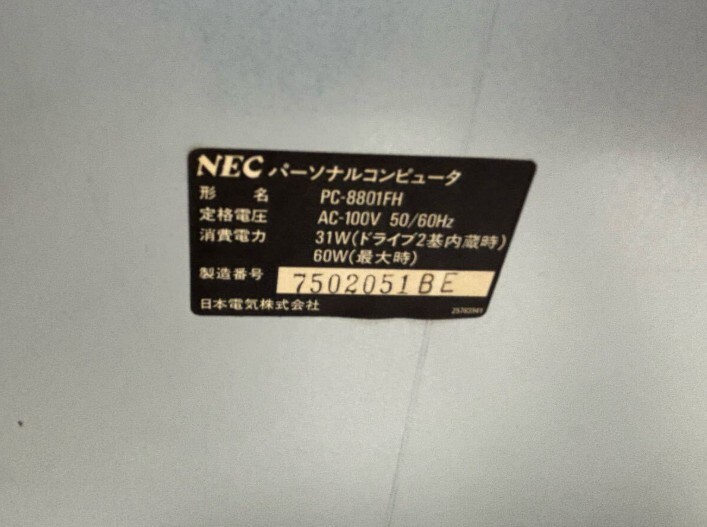 NEC パーソナルコンピュータ
形 名 PC-8801FH
定格電圧 AC-100V 50/60Hz
消費電力 31W(ドライブ2基内蔵時)
60W(最大時)
製造番号 7502051BE
日本電気株式会社